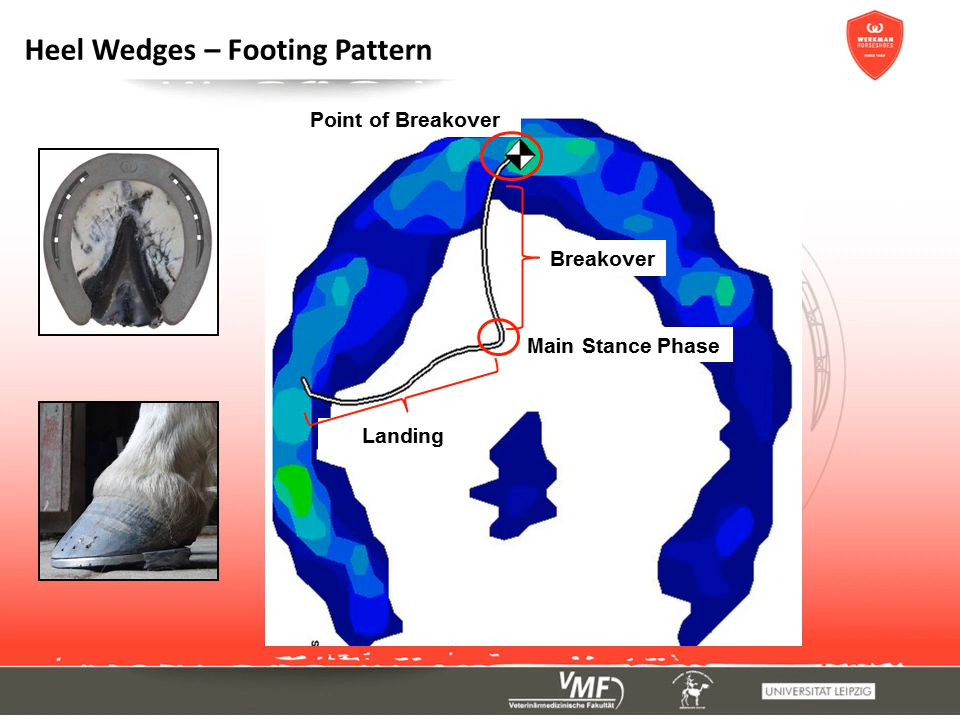 Heel Wedges – Footing Pattern
WERKMAN
HORSESHOES
Point of Breakover
Breakover
Main Stance Phase
Landing
s
VMF
Veterinärmedizinische Fakultät
UNIVERSITÄT LEIPZIG